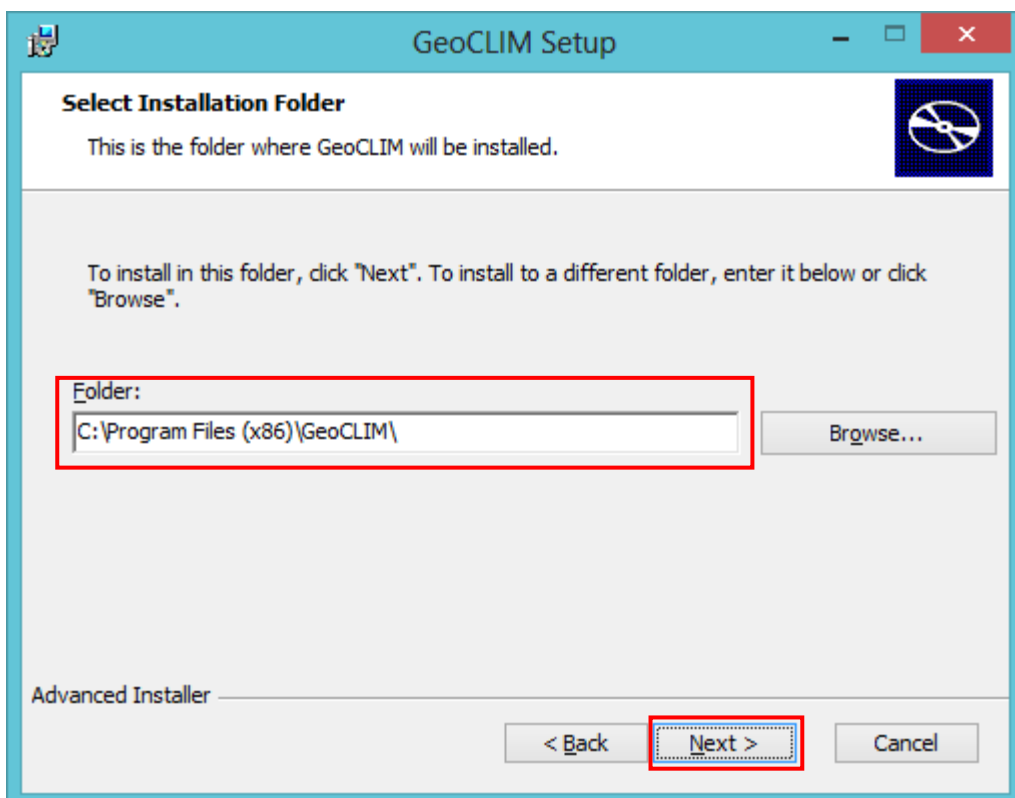 GeoCLIM Setup
Select Installation Folder
This is the folder where GeoCLIM will be installed.
To install in this folder, click "Next". To install to a different folder, enter it below or click
"Browse".
Folder:
C:\Program Files (x86)\GeoCLIM\
Browse...
Advanced Installer
< Back
Next >
Cancel